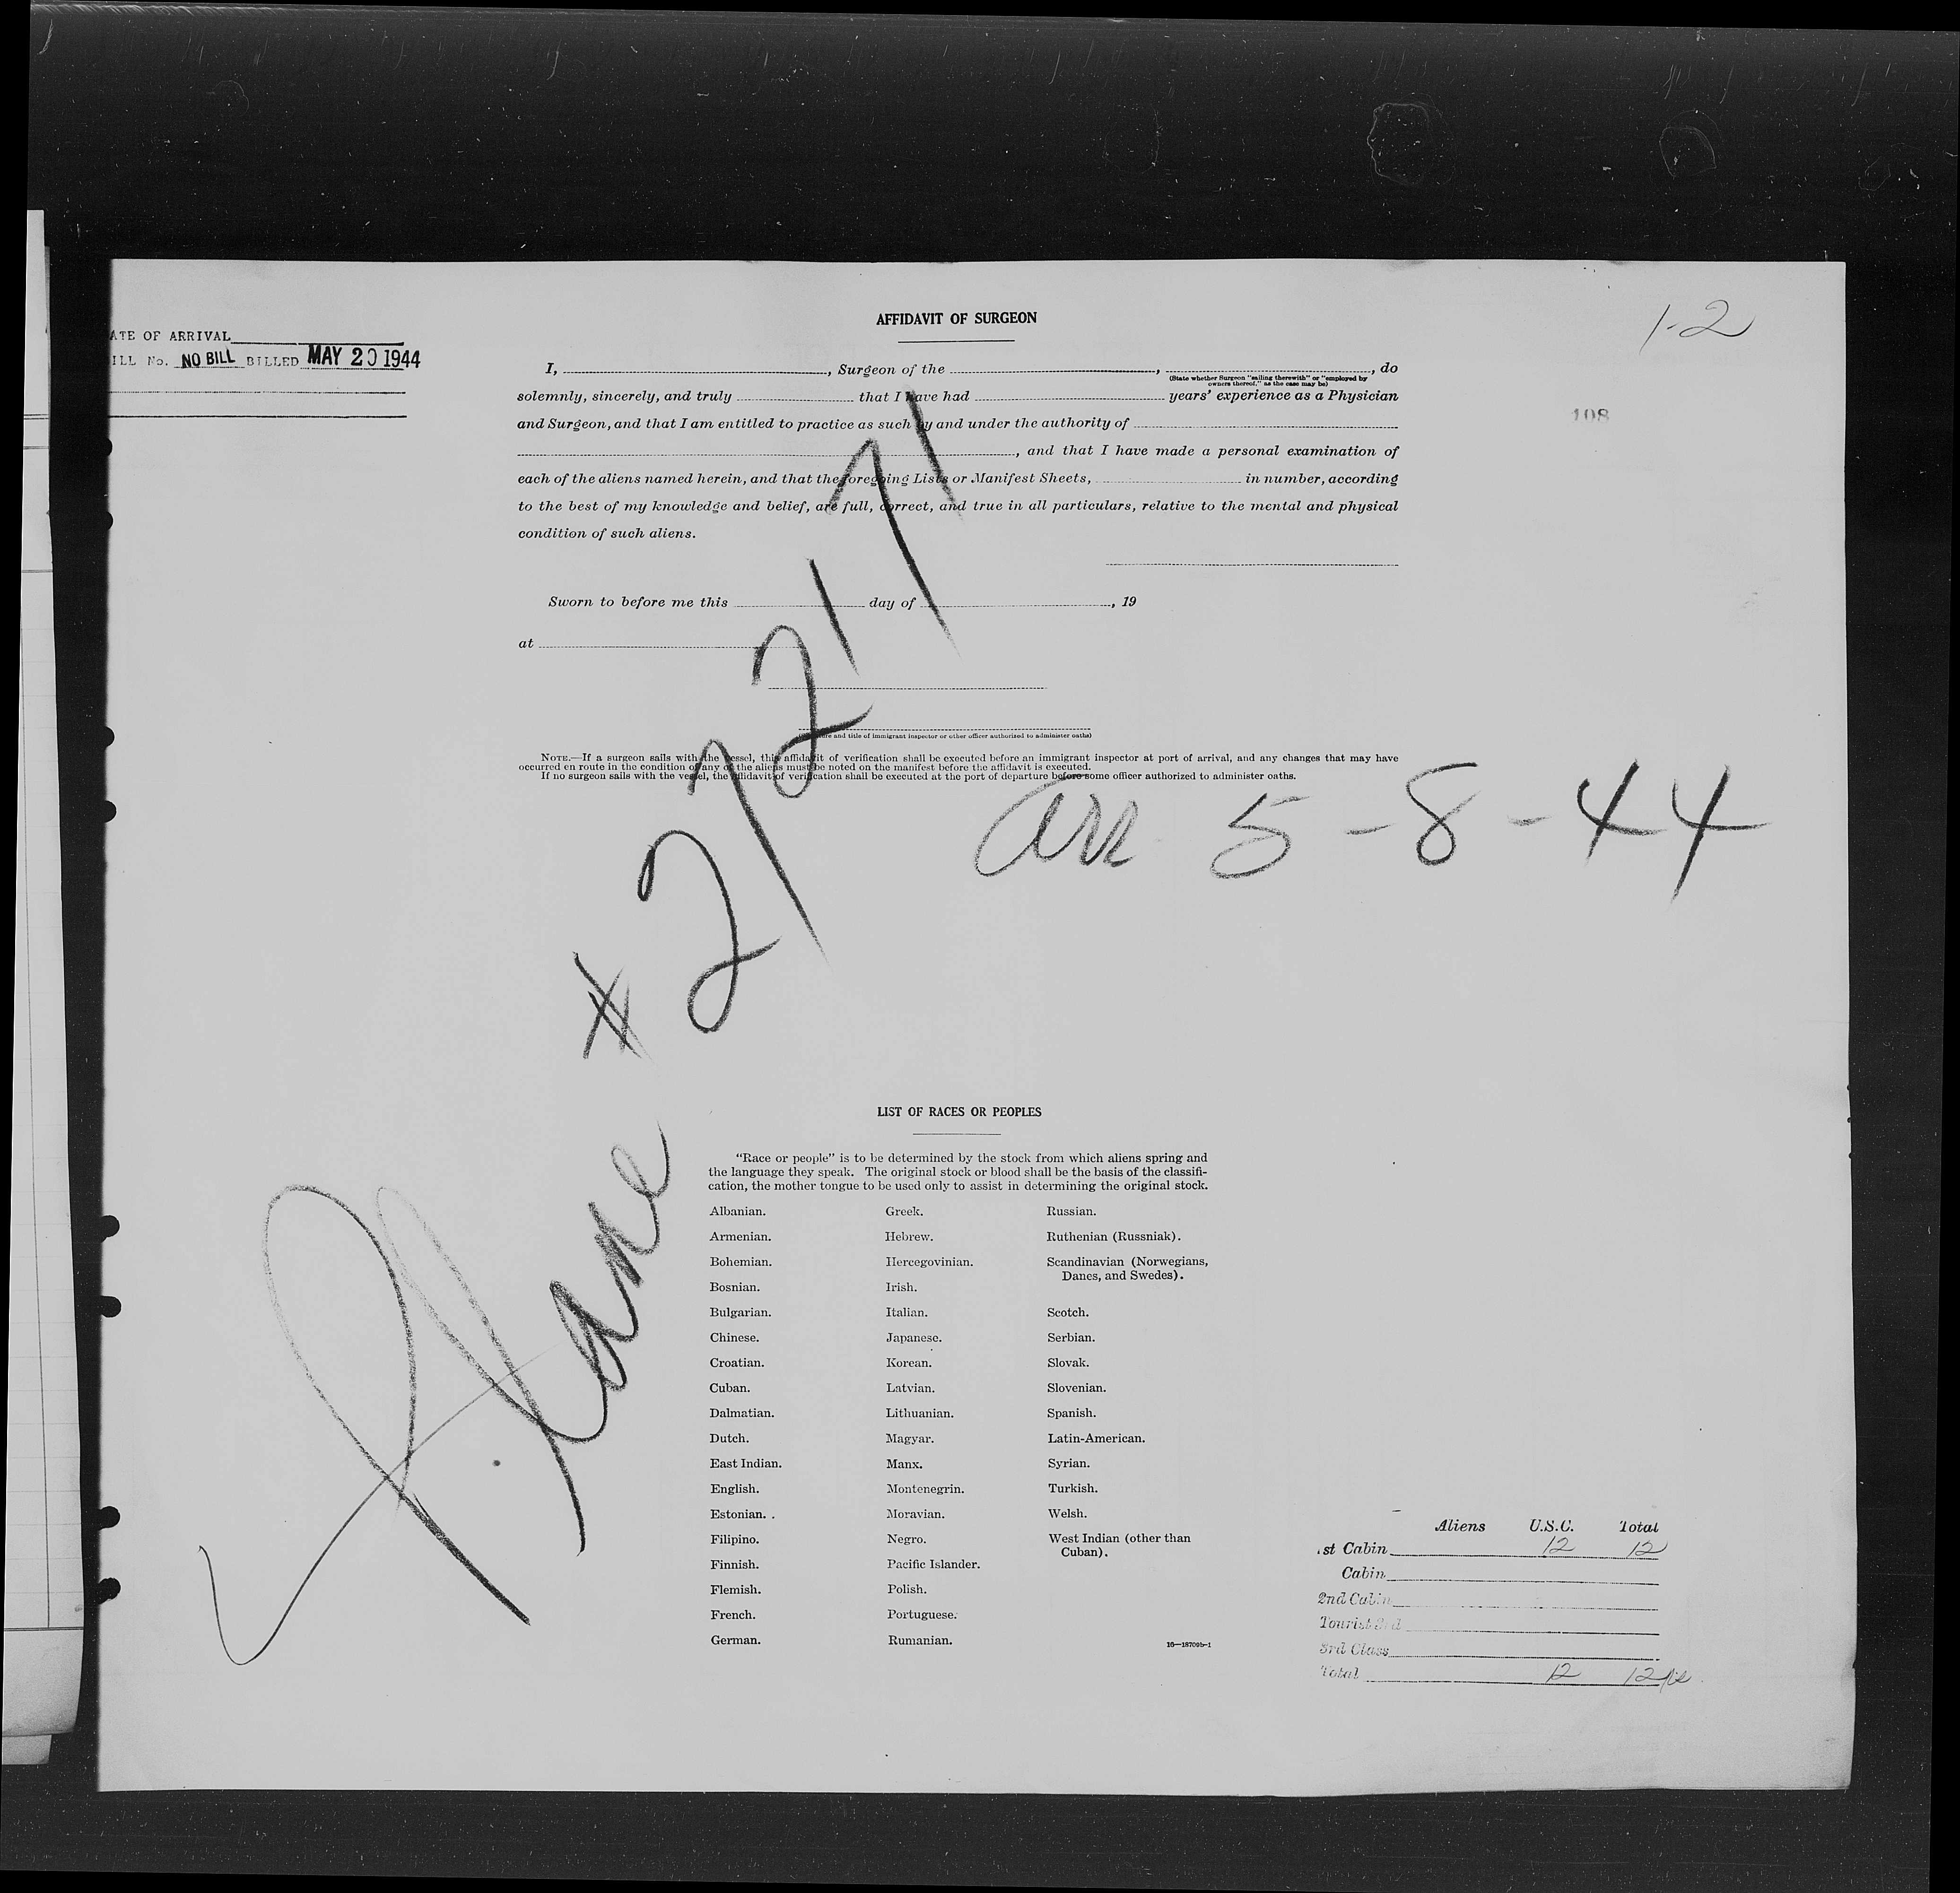 AFFIDAVIT OF SURGEON
1-2
ATE OF ARRIVAL
ILL No. NO BILL BILLED MAY 20 1944
108
I, , Surgeon of the , , do
(State whether Surgeon "sailing therewith" or "employed by
owners thereof," as the case may be)
solemnly, sincerely, and truly that I have had years' experience as a Physician
and Surgeon, and that I am entitled to practice as such by and under the authority of
, and that I have made a personal examination of
each of the aliens named herein, and that the foregoing Lists or Manifest Sheets, in number, according
to the best of my knowledge and belief, are full, correct, and true in all particulars, relative to the mental and physical
condition of such aliens.
Sworn to before me this day of , 19
at
and title of immigrant inspector or other officer authorized to administer oaths)
NOTE.—If a surgeon sails with the vessel, this affidavit of verification shall be executed before an immigrant inspector at port of arrival, and any changes that may have
occurred en route in the condition of any of the aliens must be noted on the manifest before the affidavit is executed.
If no surgeon sails with the vessel, the affidavit of verification shall be executed at the port of departure before some officer authorized to administer oaths.
Arr 5-8-44
Plane #
LIST OF RACES OR PEOPLES
"Race or people" is to be determined by the stock from which aliens spring and
the language they speak. The original stock or blood shall be the basis of the classifi-
cation, the mother tongue to be used only to assist in determining the original stock.
Albanian. Greek. Russian.
Armenian. Hebrew. Ruthenian (Russniak).
Bohemian. Hercegovinian. Scandinavian (Norwegians,
Danes, and Swedes).
Bosnian. Irish.
Bulgarian. Italian. Scotch.
Chinese. Japanese. Serbian.
Croatian. Korean. Slovak.
Cuban. Latvian. Slovenian.
Dalmatian. Lithuanian. Spanish.
Dutch. Magyar. Latin-American.
East Indian. Manx. Syrian.
English. Montenegrin. Turkish.
Estonian. Moravian. Welsh.
Filipino. Negro. West Indian (other than
Cuban).
Finnish. Pacific Islander.
Flemish. Polish.
French. Portuguese.
German. Rumanian.
16—18709b-1
Aliens U.S.C. Total
1st Cabin 12 12
Cabin
2nd Cabin
Tourist 3rd
3rd Class
Total 12 12